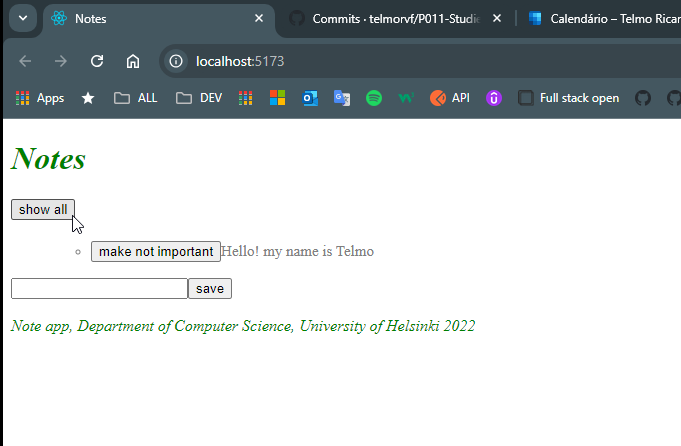 Notes
Commits · telmorvf/P011-Studie
Calendário – Telmo Ricar
localhost:5173
Apps ALL DEV API Full stack open
Notes
show all
make not important Hello! my name is Telmo
save
Note app, Department of Computer Science, University of Helsinki 2022